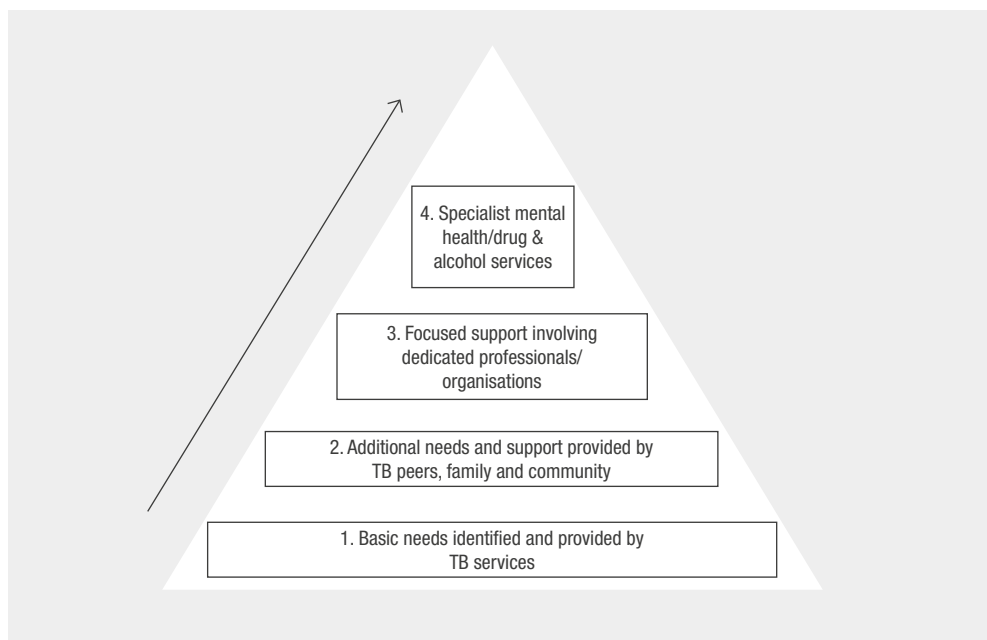 4. Specialist mental
health/drug &
alcohol services
3. Focused support involving
dedicated professionals/
organisations
2. Additional needs and support provided by
TB peers, family and community
1. Basic needs identified and provided by
TB services